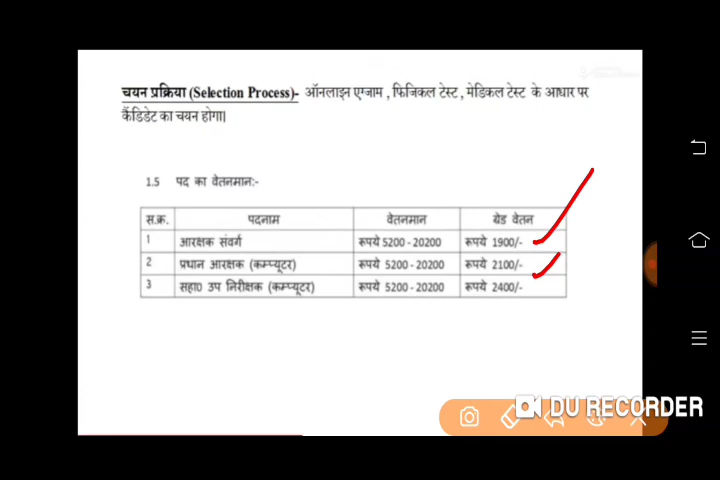 चयन प्रक्रिया (Selection Process)- ऑनलाइन एग्जाम , फिजिकल टेस्ट , मेडिकल टेस्ट के आधार पर
कैंडिडेट का चयन होगा|
1.5 पद का वेतनमान:-
स.क्र. पदनाम वेतनमान ग्रेड वेतन
1 आरक्षक संवर्ग रूपये 5200 - 20200 रूपये 1900/-
2 प्रधान आरक्षक (कम्प्यूटर) रूपये 5200 - 20200 रूपये 2100/-
3 सहा0 उप निरीक्षक (कम्प्यूटर) रूपये 5200 - 20200 रूपये 2400/-
DU RECORDER